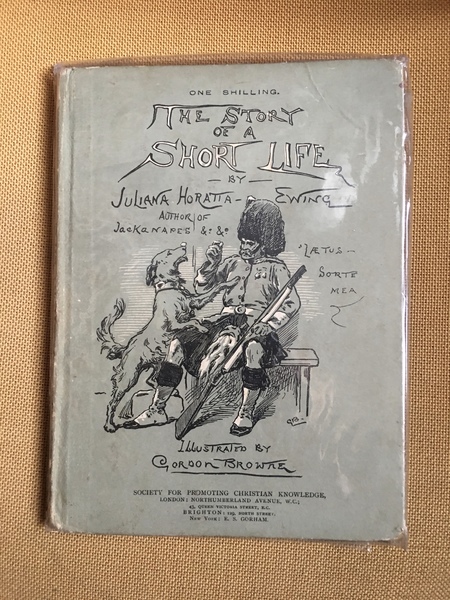 ONE SHILLING.
THE STORY
OF A
SHORT LIFE
BY
JULIANA HORATIA - EWING
AUTHOR OF
JACKANAPES &c &c
'LÆTUS -
SORTE
MEA
ILLUSTRATED BY
GORDON BROWNE
SOCIETY FOR PROMOTING CHRISTIAN KNOWLEDGE,
LONDON: NORTHUMBERLAND AVENUE, W.C.;
43, QUEEN VICTORIA STREET, E.C.
BRIGHTON: 129, NORTH STREET.
NEW YORK: E. S. GORHAM.